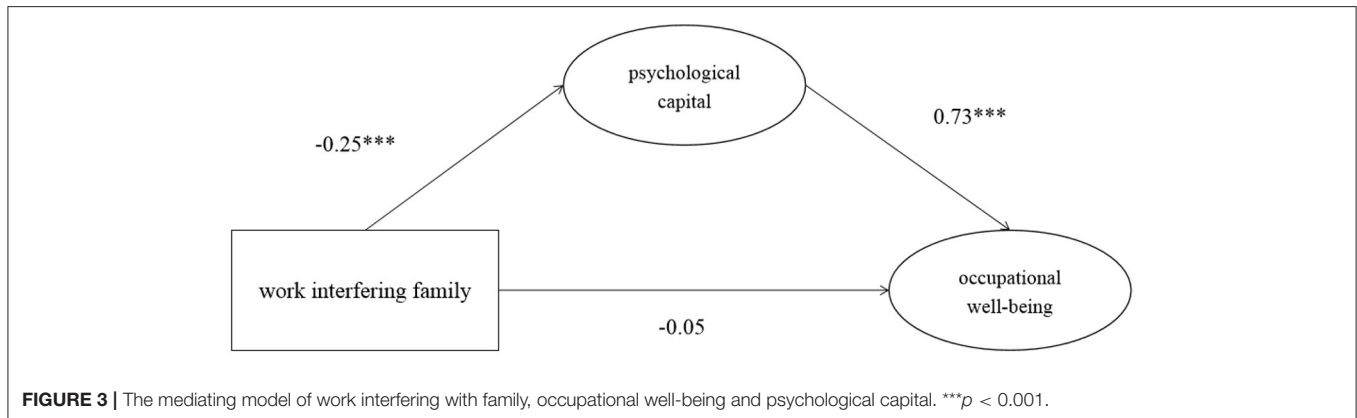 psychological
capital
-0.25***
0.73***
work interfering family
occupational
well-being
-0.05
FIGURE 3 | The mediating model of work interfering with family, occupational well-being and psychological capital. ***p < 0.001.